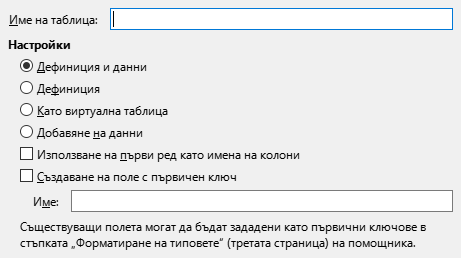 Име на таблица:
Настройки
Дефиниция и данни
Дефиниция
Като виртуална таблица
Добавяне на данни
Използване на първи ред като имена на колони
Създаване на поле с първичен ключ
Име:
Съществуващи полета могат да бъдат зададени като първични ключове в
стъпката „Форматиране на типовете“ (третата страница) на помощника.